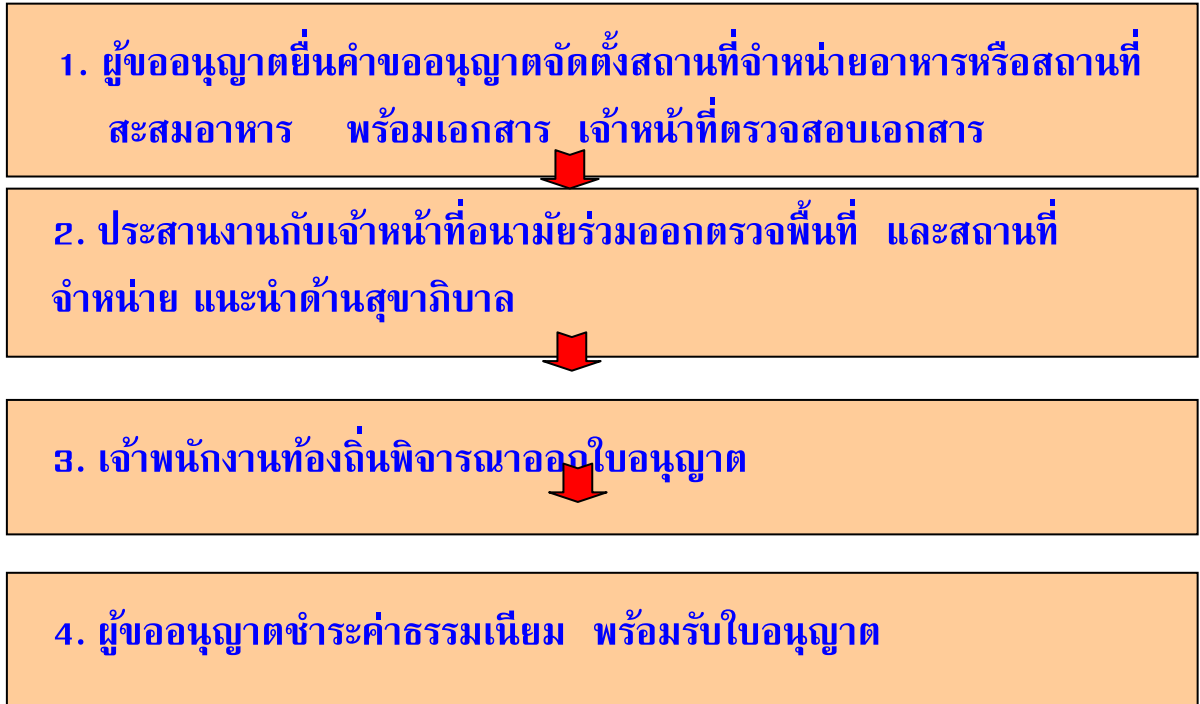 1. ผู้ขออนุญาตยื่นคำขออนุญาตจัดตั้งสถานที่จำหน่ายอาหารหรือสถานที่
สะสมอาหาร พร้อมเอกสาร เจ้าหน้าที่ตรวจสอบเอกสาร
2. ประสานงานกับเจ้าหน้าที่อนามัยร่วมออกตรวจพื้นที่ และสถานที่
จำหน่าย แนะนำด้านสุขาภิบาล
3. เจ้าพนักงานท้องถิ่นพิจารณาออกใบอนุญาต
4. ผู้ขออนุญาตชำระค่าธรรมเนียม พร้อมรับใบอนุญาต